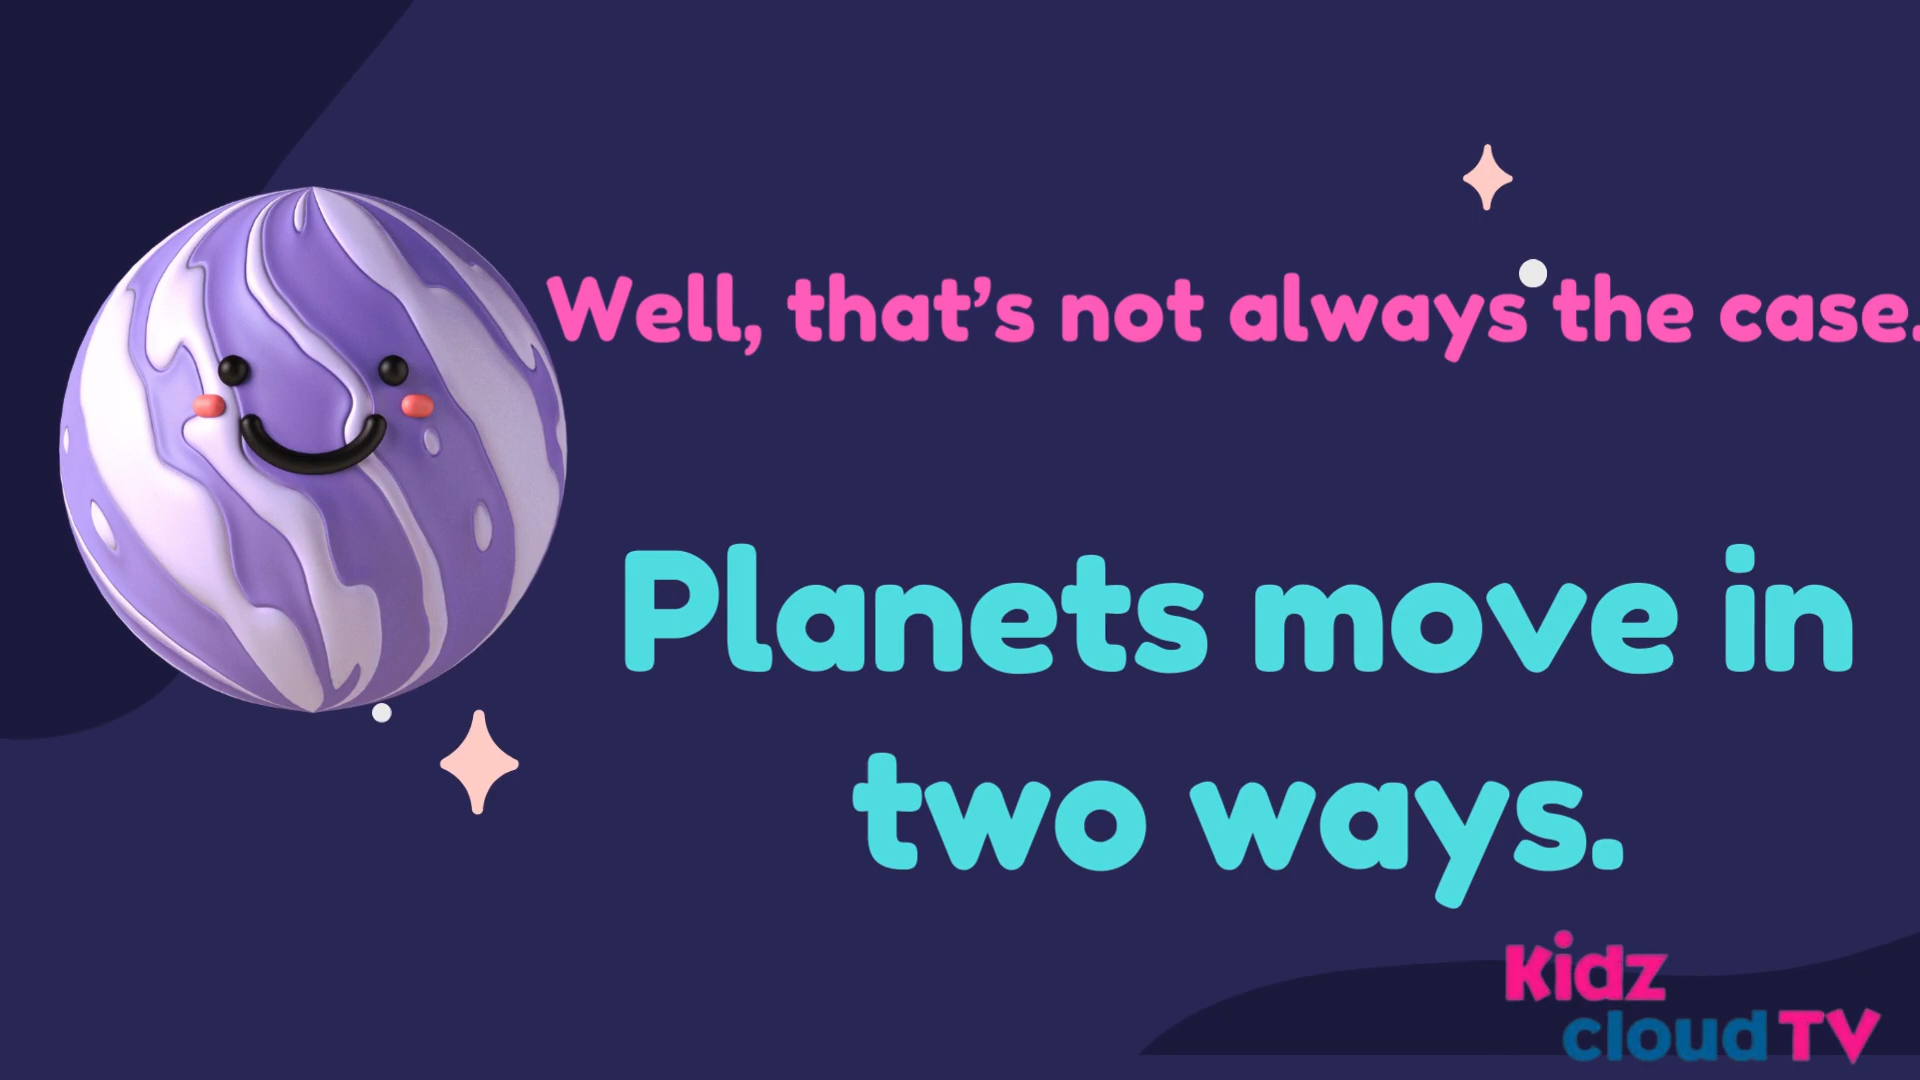 Well, that’s not always the case.
Planets move in
two ways.
Kidz
cloud TV